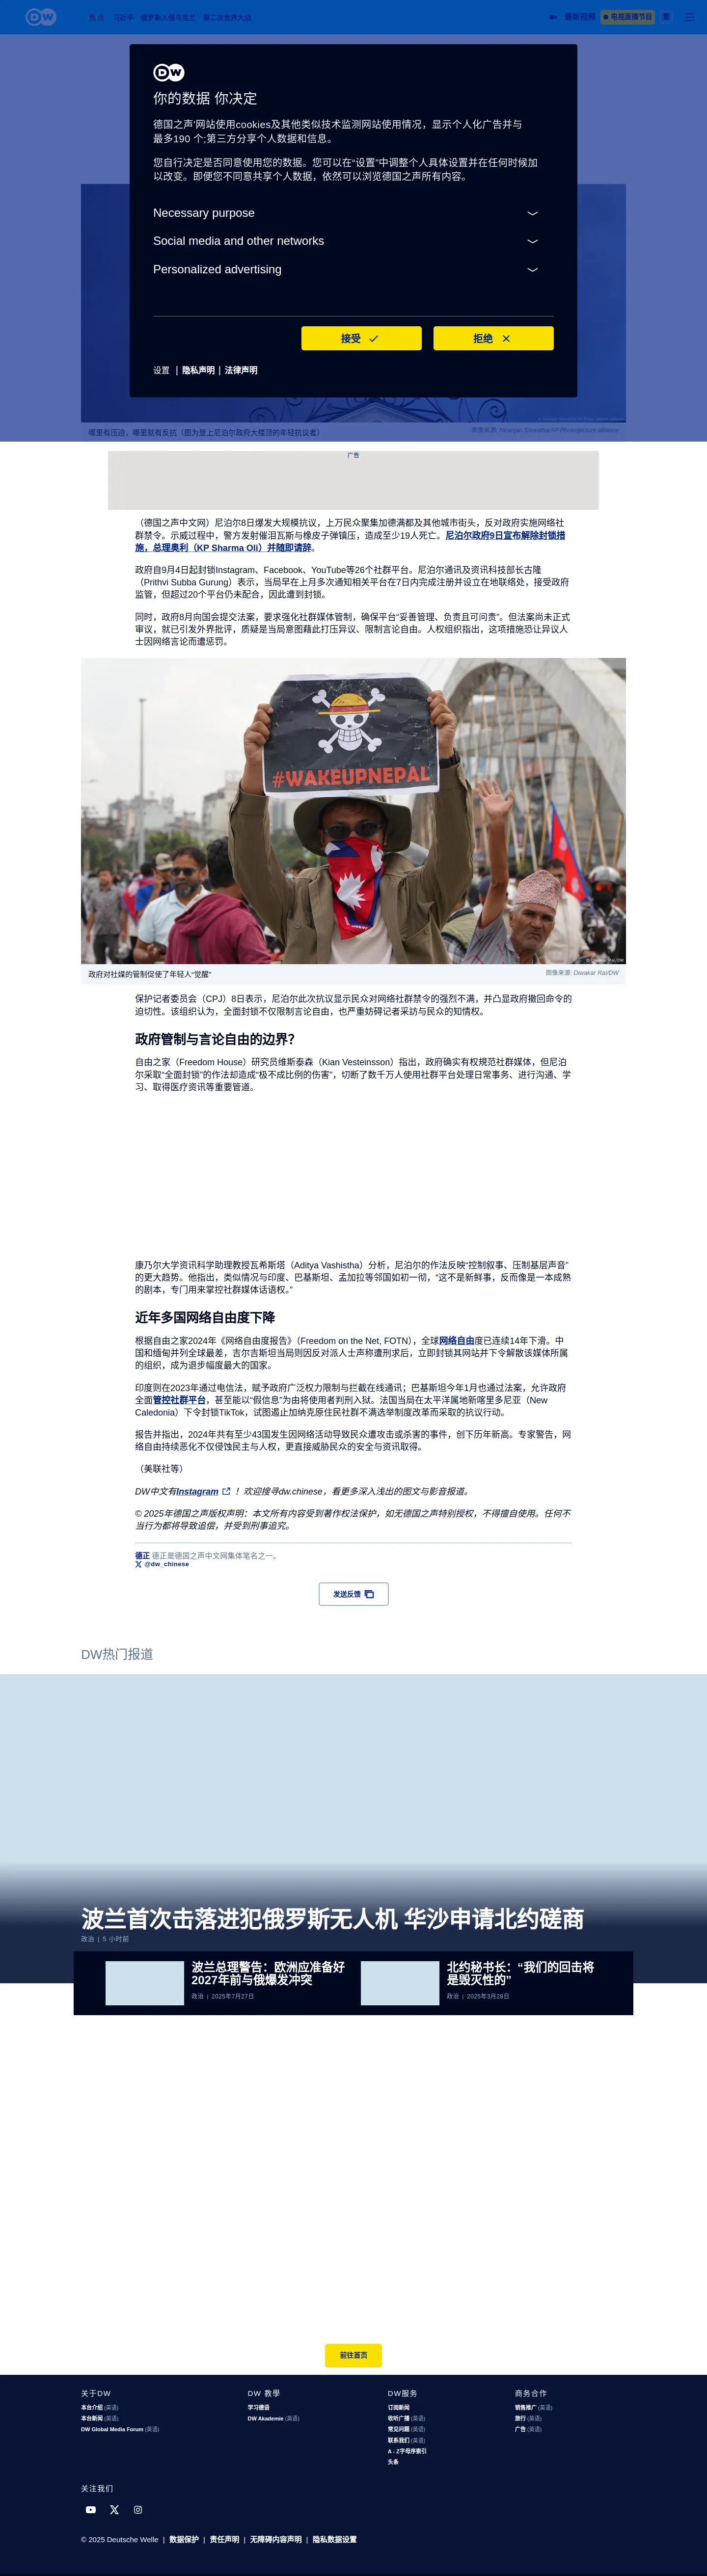 DW
热点 习近平 俄罗斯入侵乌克兰 第二次世界大战
最新视频 电视直播节目 繁
DW
你的数据 你决定
德国之声'网站使用cookies及其他类似技术监测网站使用情况，显示个人化广告并与
最多190 个;第三方分享个人数据和信息。
您自行决定是否同意使用您的数据。您可以在“设置”中调整个人具体设置并在任何时候加
以改变。即便您不同意共享个人数据，依然可以浏览德国之声所有内容。
Necessary purpose
Social media and other networks
Personalized advertising
接受
拒绝
设置 | 隐私声明 | 法律声明
哪里有压迫，哪里就有反抗（图为登上尼泊尔政府大楼顶的年轻抗议者）
图像来源: Niranjan Shrestha/AP Photo/picture alliance
广告
（德国之声中文网）尼泊尔8日爆发大规模抗议，上万民众聚集加德满都及其他城市街头，反对政府实施网络社
群禁令。示威过程中，警方发射催泪瓦斯与橡皮子弹镇压，造成至少19人死亡。尼泊尔政府9日宣布解除封锁措
施，总理奥利（KP Sharma Oli）并随即请辞。
政府自9月4日起封锁Instagram、Facebook、YouTube等26个社群平台。尼泊尔通讯及资讯科技部长古隆
（Prithvi Subba Gurung）表示，当局早在上月多次通知相关平台在7日内完成注册并设立在地联络处，接受政府
监管，但超过20个平台仍未配合，因此遭到封锁。
同时，政府8月向国会提交法案，要求强化社群媒体管制，确保平台“妥善管理、负责且可问责”。但法案尚未正式
审议，就已引发外界批评，质疑是当局意图藉此打压异议、限制言论自由。人权组织指出，这项措施恐让异议人
士因网络言论而遭惩罚。
#WAKEUPNEPAL
© Diwakar Rai/DW
政府对社媒的管制促使了年轻人“觉醒”
图像来源: Diwakar Rai/DW
保护记者委员会（CPJ）8日表示，尼泊尔此次抗议显示民众对网络社群禁令的强烈不满，并凸显政府撤回命令的
迫切性。该组织认为，全面封锁不仅限制言论自由，也严重妨碍记者采访与民众的知情权。
政府管制与言论自由的边界？
自由之家（Freedom House）研究员维斯泰森（Kian Vesteinsson）指出，政府确实有权规范社群媒体，但尼泊
尔采取“全面封锁”的作法却造成“极不成比例的伤害”，切断了数千万人使用社群平台处理日常事务、进行沟通、学
习、取得医疗资讯等重要管道。
康乃尔大学资讯科学助理教授瓦希斯塔（Aditya Vashistha）分析，尼泊尔的作法反映“控制叙事、压制基层声音”
的更大趋势。他指出，类似情况与印度、巴基斯坦、孟加拉等邻国如初一彻，“这不是新鲜事，反而像是一本成熟
的剧本，专门用来掌控社群媒体话语权。”
近年多国网络自由度下降
根据自由之家2024年《网络自由度报告》（Freedom on the Net, FOTN），全球网络自由度已连续14年下滑。中
国和缅甸并列全球最差，吉尔吉斯坦当局则因反对派人士声称遭刑求后，立即封锁其网站并下令解散该媒体所属
的组织，成为退步幅度最大的国家。
印度则在2023年通过电信法，赋予政府广泛权力限制与拦截在线通讯；巴基斯坦今年1月也通过法案，允许政府
全面管控社群平台，甚至能以“假信息”为由将使用者判刑入狱。法国当局在太平洋属地新喀里多尼亚（New
Caledonia）下令封锁TikTok，试图遏止加纳克原住民社群不满选举制度改革而采取的抗议行动。
报告并指出，2024年共有至少43国发生因网络活动导致民众遭攻击或杀害的事件，创下历年新高。专家警告，网
络自由持续恶化不仅侵蚀民主与人权，更直接威胁民众的安全与资讯取得。
（美联社等）
DW中文有Instagram ！欢迎搜寻dw.chinese，看更多深入浅出的图文与影音报道。
© 2025年德国之声版权声明：本文所有内容受到著作权法保护，如无德国之声特别授权，不得擅自使用。任何不
当行为都将导致追偿，并受到刑事追究。
德正 德正是德国之声中文网集体笔名之一。
@dw_chinese
发送反馈
DW热门报道
波兰首次击落进犯俄罗斯无人机 华沙申请北约磋商
政治 | 5 小时前
波兰总理警告：欧洲应准备好
2027年前与俄爆发冲突
政治 | 2025年7月27日
北约秘书长：“我们的回击将
是毁灭性的”
政治 | 2025年3月28日
前往首页
关于DW
本台介绍 (英语)
本台新闻 (英语)
DW Global Media Forum (英语)
DW 教學
学习德语
DW Akademie (英语)
DW服务
订阅新闻
收听广播 (英语)
常见问题 (英语)
联系我们 (英语)
A - Z字母序索引
头条
商务合作
销售推广 (英语)
旅行 (英语)
广告 (英语)
关注我们
© 2025 Deutsche Welle | 数据保护 | 责任声明 | 无障碍内容声明 | 隐私数据设置